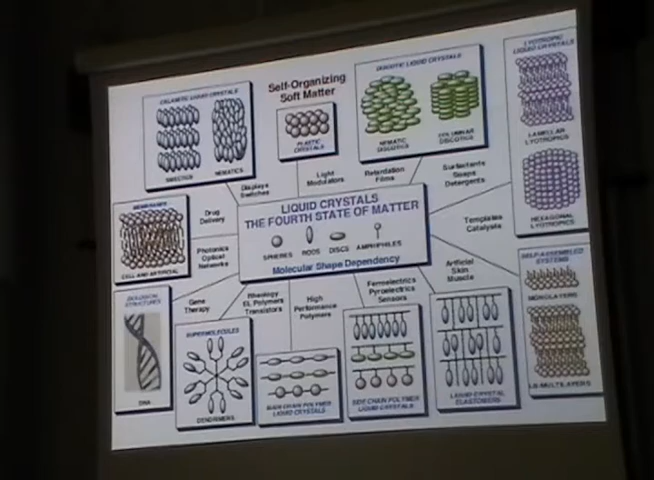 Self-Organizing
Soft Matter
CALAMITIC LIQUID CRYSTALS
SMECTICS
NEMATICS
PLASTIC
CRYSTALS
DISCOTIC LIQUID CRYSTALS
NEMATIC
DISCOTICS
COLUMNAR
DISCOTICS
LYOTROPIC
LIQUID CRYSTALS
LAMELLAR
LYOTROPICS
HEXAGONAL
LYOTROPICS
Displays
Switches
Light
Modulators
Retardation
Films
Surfactants
Soaps
Detergents
MEMBRANES
CELL AND ARTIFICIAL
Drug
Delivery
LIQUID CRYSTALS
THE FOURTH STATE OF MATTER
SPHERES
RODS
DISCS
AMPHIPHILES
Molecular Shape Dependency
Templates
Catalysts
Photonics
Optical
Networks
Artificial
Skin
Muscle
SELF-ASSEMBLED
SYSTEMS
MONOLAYERS
LB-MULTILAYERS
BIOLOGICAL
STRUCTURES
DNA
Gene
Therapy
Rheology
EL Polymers
Transistors
High
Performance
Polymers
Ferroelectrics
Pyroelectrics
Sensors
SUPERMOLECULES
DENDRIMERS
MAIN CHAIN POLYMER
LIQUID CRYSTALS
SIDE CHAIN POLYMER
LIQUID CRYSTALS
LIQUID CRYSTAL
ELASTOMERS